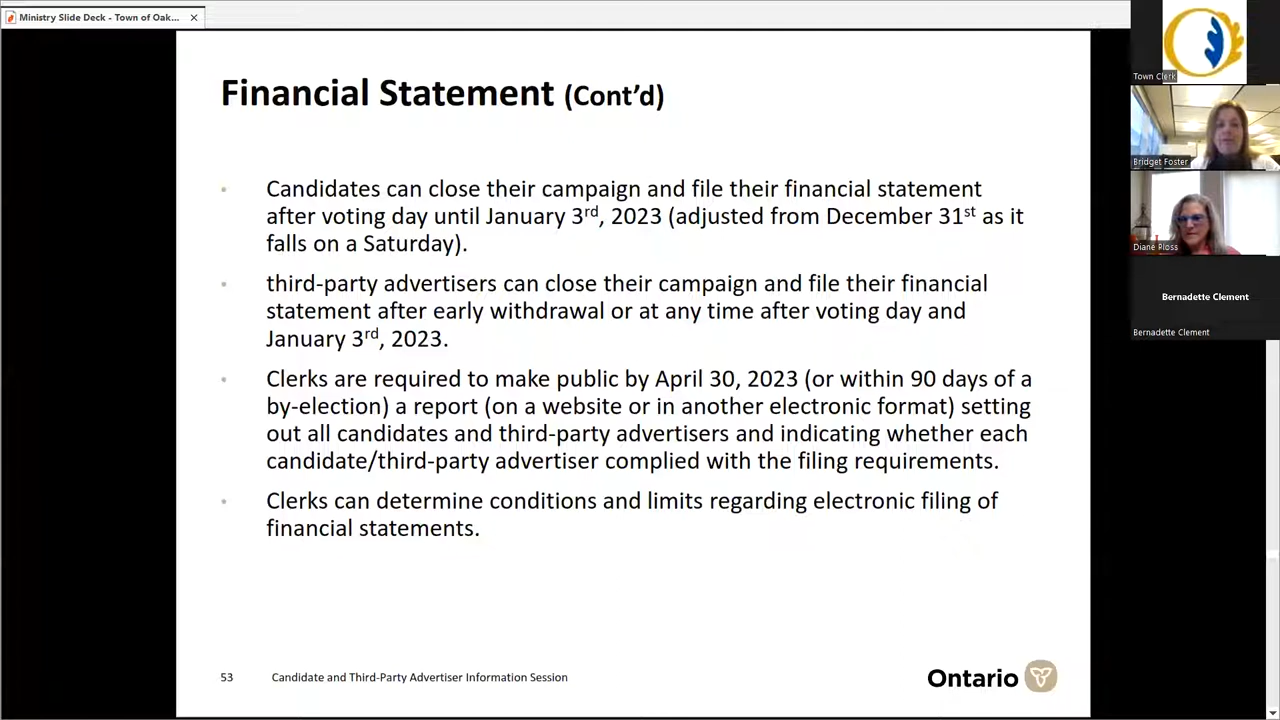 Ministry Slide Deck - Town of Oak...
Financial Statement (Cont’d)
• Candidates can close their campaign and file their financial statement
after voting day until January 3rd, 2023 (adjusted from December 31st as it
falls on a Saturday).
• third-party advertisers can close their campaign and file their financial
statement after early withdrawal or at any time after voting day and
January 3rd, 2023.
• Clerks are required to make public by April 30, 2023 (or within 90 days of a
by-election) a report (on a website or in another electronic format) setting
out all candidates and third-party advertisers and indicating whether each
candidate/third-party advertiser complied with the filing requirements.
• Clerks can determine conditions and limits regarding electronic filing of
financial statements.
53 Candidate and Third-Party Advertiser Information Session
Ontario
Town Clerk
Bridget Foster
Diane Ploss
Bernadette Clement
Bernadette Clement